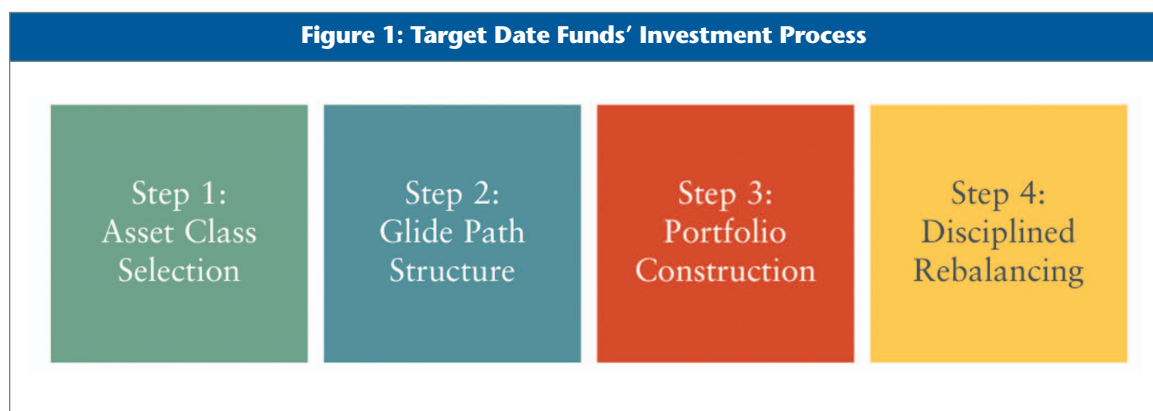 Figure 1: Target Date Funds’ Investment Process
Step 1:
Asset Class
Selection
Step 2:
Glide Path
Structure
Step 3:
Portfolio
Construction
Step 4:
Disciplined
Rebalancing